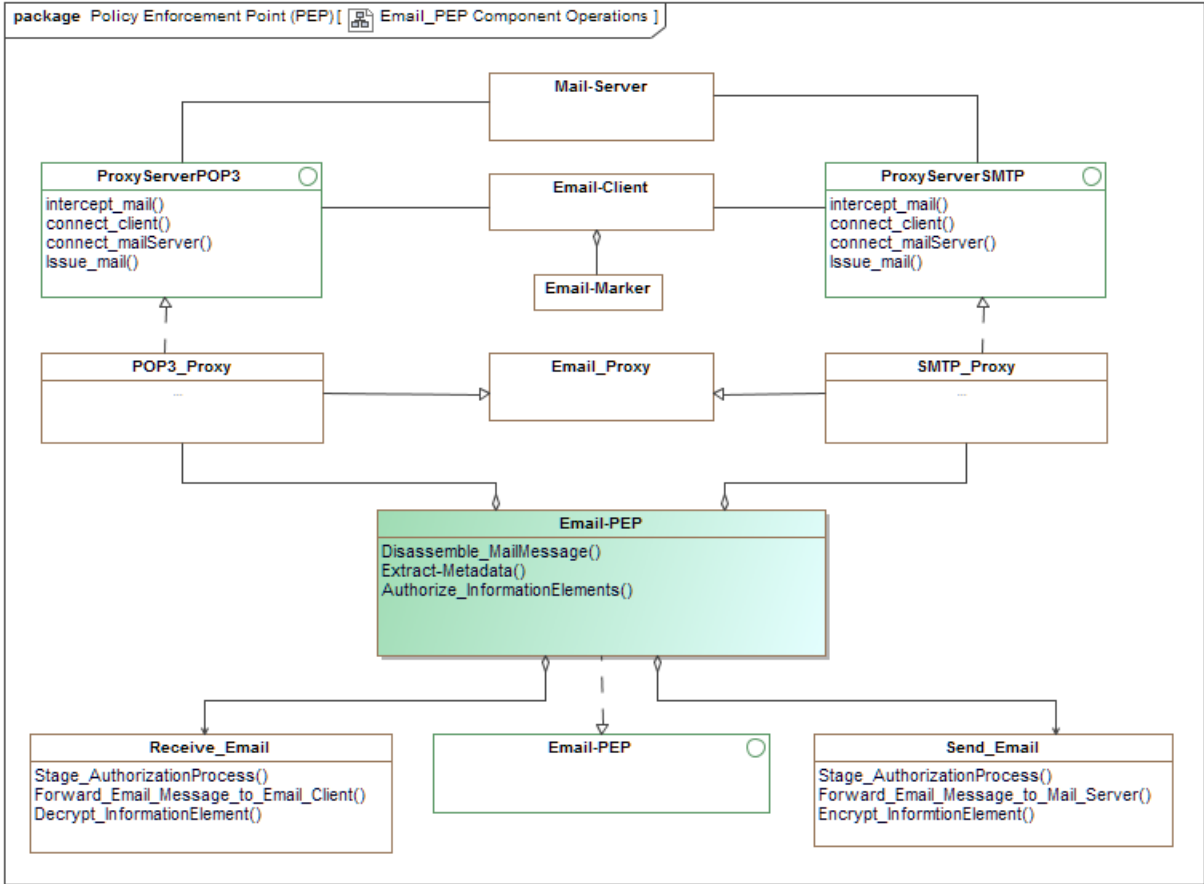 package Policy Enforcement Point (PEP) [ Email_PEP Component Operations ]
Mail-Server
ProxyServerPOP3
intercept_mail()
connect_client()
connect_mailServer()
Issue_mail()
Email-Client
ProxyServerSMTP
intercept_mail()
connect_client()
connect_mailServer()
Issue_mail()
Email-Marker
POP3_Proxy
...
Email_Proxy
SMTP_Proxy
...
Email-PEP
Disassemble_MailMessage()
Extract-Metadata()
Authorize_InformationElements()
Receive_Email
Stage_AuthorizationProcess()
Forward_Email_Message_to_Email_Client()
Decrypt_InformationElement()
Email-PEP
Send_Email
Stage_AuthorizationProcess()
Forward_Email_Message_to_Mail_Server()
Encrypt_InformtionElement()